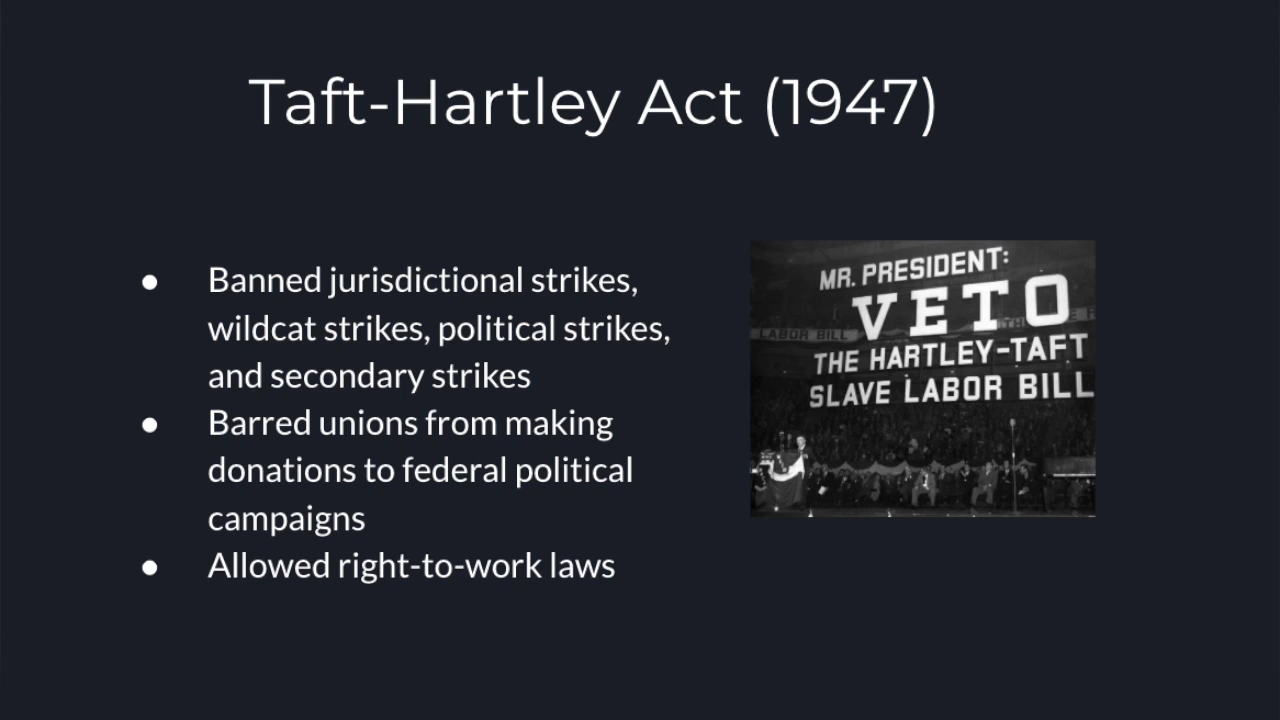 Taft-Hartley Act (1947)
● Banned jurisdictional strikes,
wildcat strikes, political strikes,
and secondary strikes
● Barred unions from making
donations to federal political
campaigns
● Allowed right-to-work laws
MR. PRESIDENT:
VETO
LABOR BILL
THE HARTLEY-TAFT
SLAVE LABOR BILL